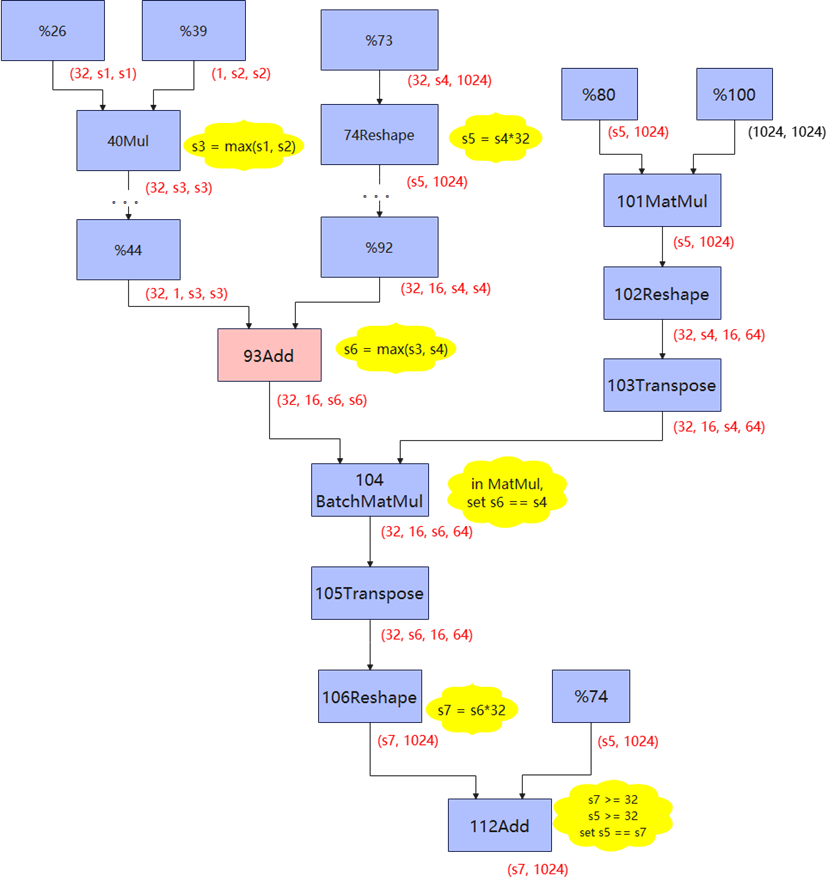 %26
%39
%73
(32, s1, s1)
(1, s2, s2)
(32, s4, 1024)
%80
%100
40Mul
s3 = max(s1, s2)
74Reshape
s5 = s4*32
(s5, 1024)
(1024, 1024)
(32, s3, s3)
(s5, 1024)
101MatMul
%44
%92
(s5, 1024)
(32, 1, s3, s3)
(32, 16, s4, s4)
102Reshape
93Add
s6 = max(s3, s4)
(32, s4, 16, 64)
103Transpose
(32, 16, s6, s6)
(32, 16, s4, 64)
104
BatchMatMul
in MatMul,
set s6 == s4
(32, 16, s6, 64)
105Transpose
(32, s6, 16, 64)
106Reshape
s7 = s6*32
%74
(s7, 1024)
(s5, 1024)
112Add
s7 >= 32
s5 >= 32
set s5 == s7
(s7, 1024)